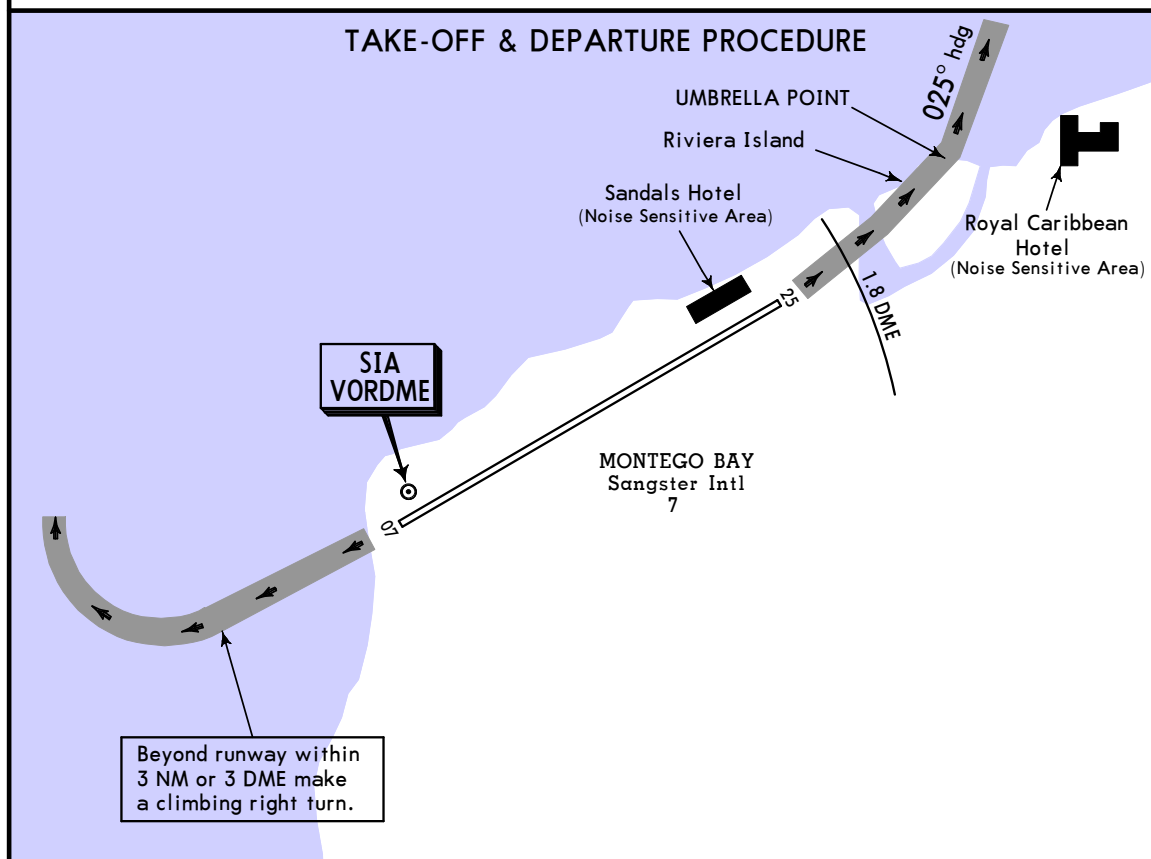 TAKE-OFF & DEPARTURE PROCEDURE
025° hdg
UMBRELLA POINT
Riviera Island
Sandals Hotel
(Noise Sensitive Area)
Royal Caribbean
Hotel
(Noise Sensitive Area)
25
1.8 DME
SIA
VORDME
MONTEGO BAY
Sangster Intl
7
07
Beyond runway within
3 NM or 3 DME make
a climbing right turn.